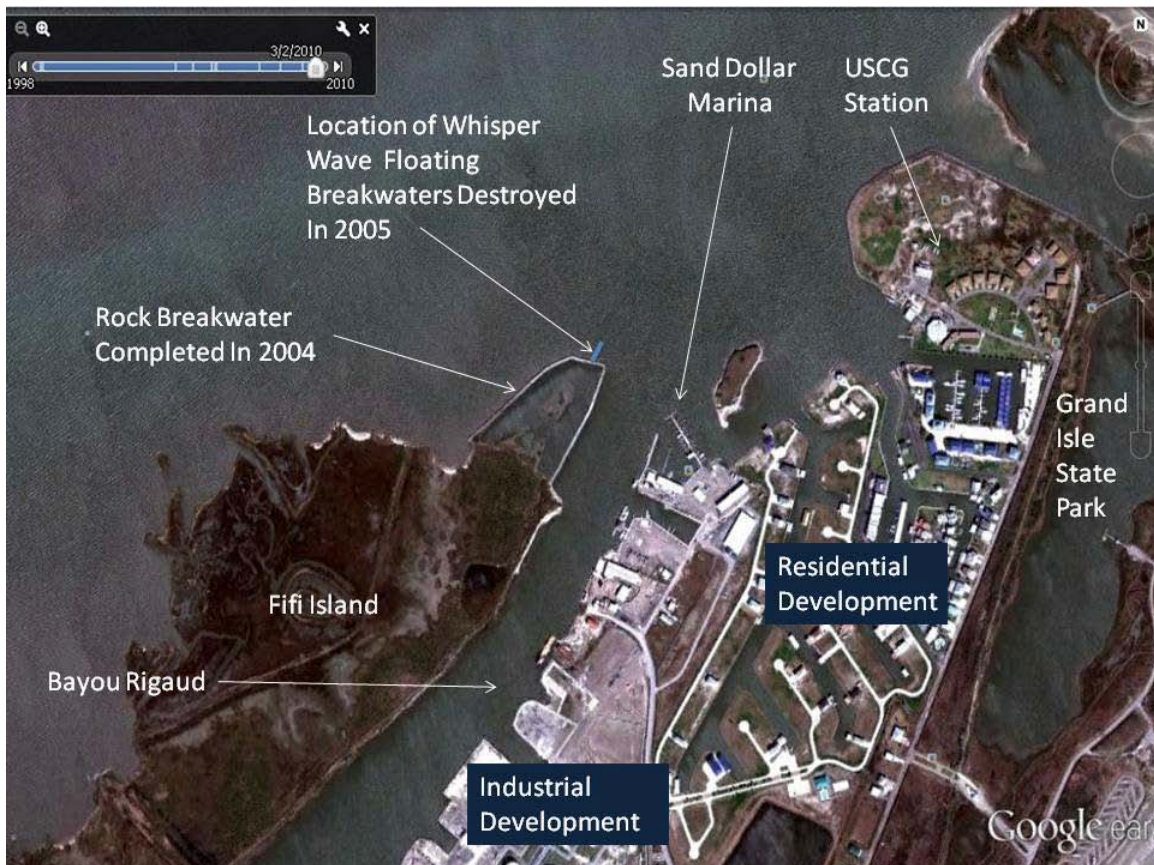 3/2/2010
1998
2010
N
Location of Whisper
Wave Floating
Breakwaters Destroyed
In 2005
Sand Dollar
Marina
USCG
Station
Rock Breakwater
Completed In 2004
Grand
Isle
State
Park
Residential
Development
Fifi Island
Bayou Rigaud
Industrial
Development
Google ear